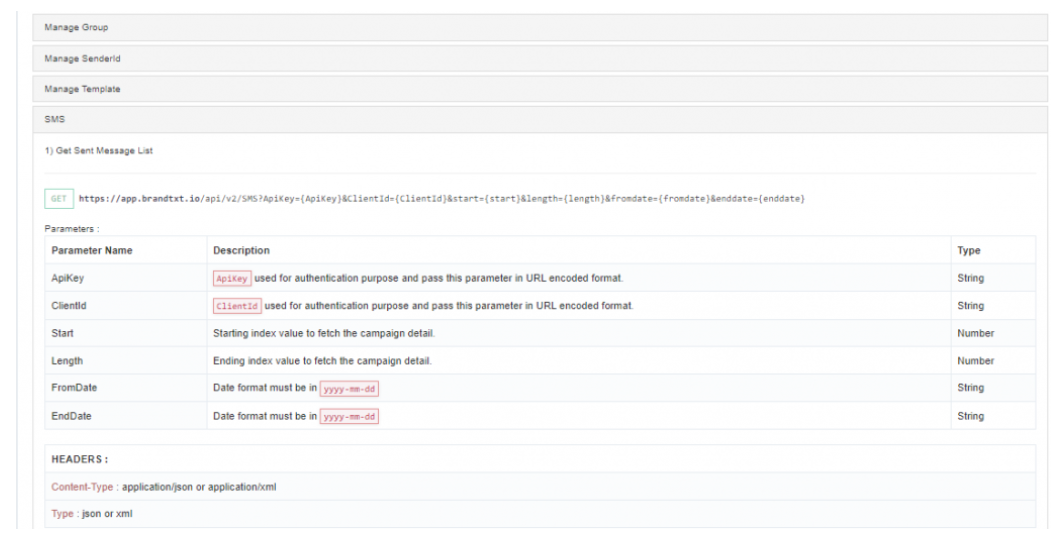 Manage Group
Manage SenderId
Manage Template
SMS
1) Get Sent Message List
GET https://app.brandtxt.io/api/v2/SMS?ApiKey={ApiKey}&ClientId={ClientId}&start={start}&length={length}&fromdate={fromdate}&enddate={enddate}
Parameters :
Parameter Name Description Type
ApiKey ApiKey used for authentication purpose and pass this parameter in URL encoded format. String
ClientId ClientId used for authentication purpose and pass this parameter in URL encoded format. String
Start Starting index value to fetch the campaign detail. Number
Length Ending index value to fetch the campaign detail. Number
FromDate Date format must be in yyyy-mm-dd String
EndDate Date format must be in yyyy-mm-dd String
HEADERS :
Content-Type : application/json or application/xml
Type : json or xml